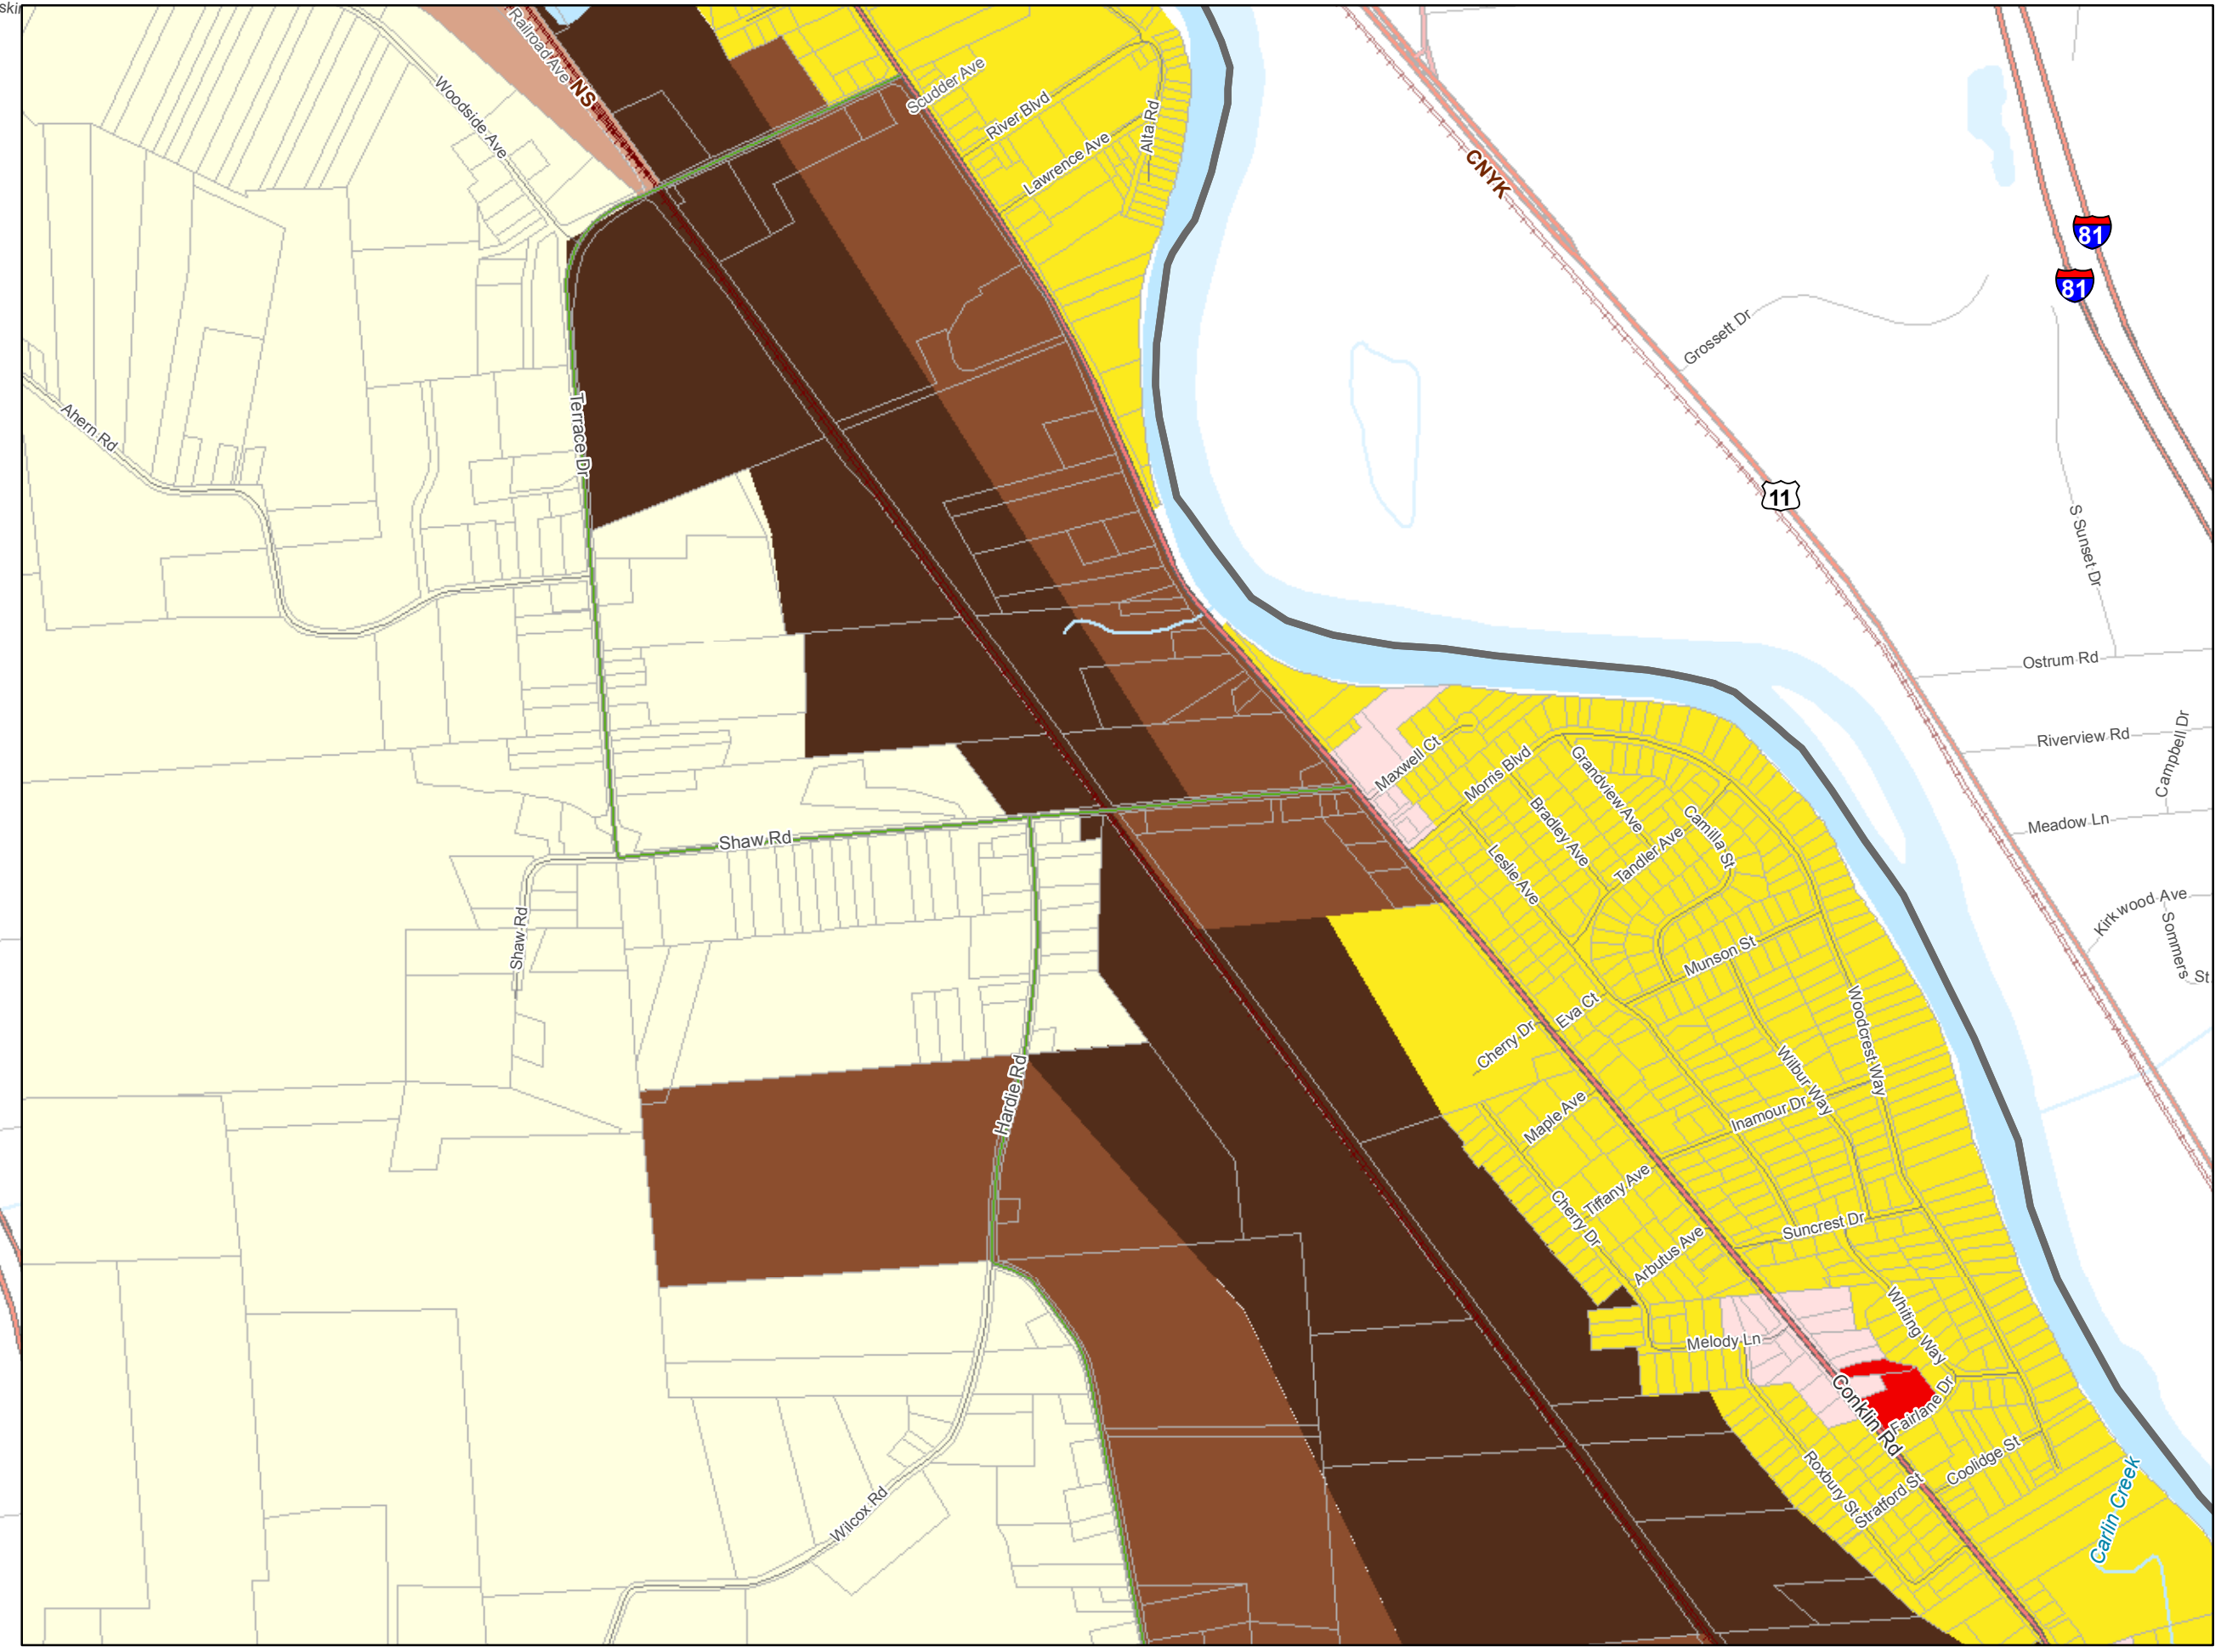 Railroad Ave
NS
Woodside Ave
Scudder Ave
River Blvd
Alta Rd
Lawrence Ave
CNYK
81
81
Grossett Dr
Ahern Rd
Terrace Dr
11
S Sunset Dr
Ostrum Rd
Riverview Rd
Campbell Dr
Meadow Ln
Maxwell Ct
Morris Blvd
Grandview Ave
Bradley Ave
Camilla St
Tandler Ave
Leslie Ave
Shaw Rd
Shaw Rd
Kirkwood Ave
Sommers St
Munson St
Eva Ct
Cherry Dr
Woodcrest Way
Wilbur Way
Inamour Dr
Maple Ave
Hardie Rd
Tiffany Ave
Cherry Dr
Suncrest Dr
Arbutus Ave
Whiting Way
Melody Ln
Conklin Rd
Fairlane Dr
Coolidge St
Roxbury St
Stratford St
Wilcox Rd
Carlin Creek